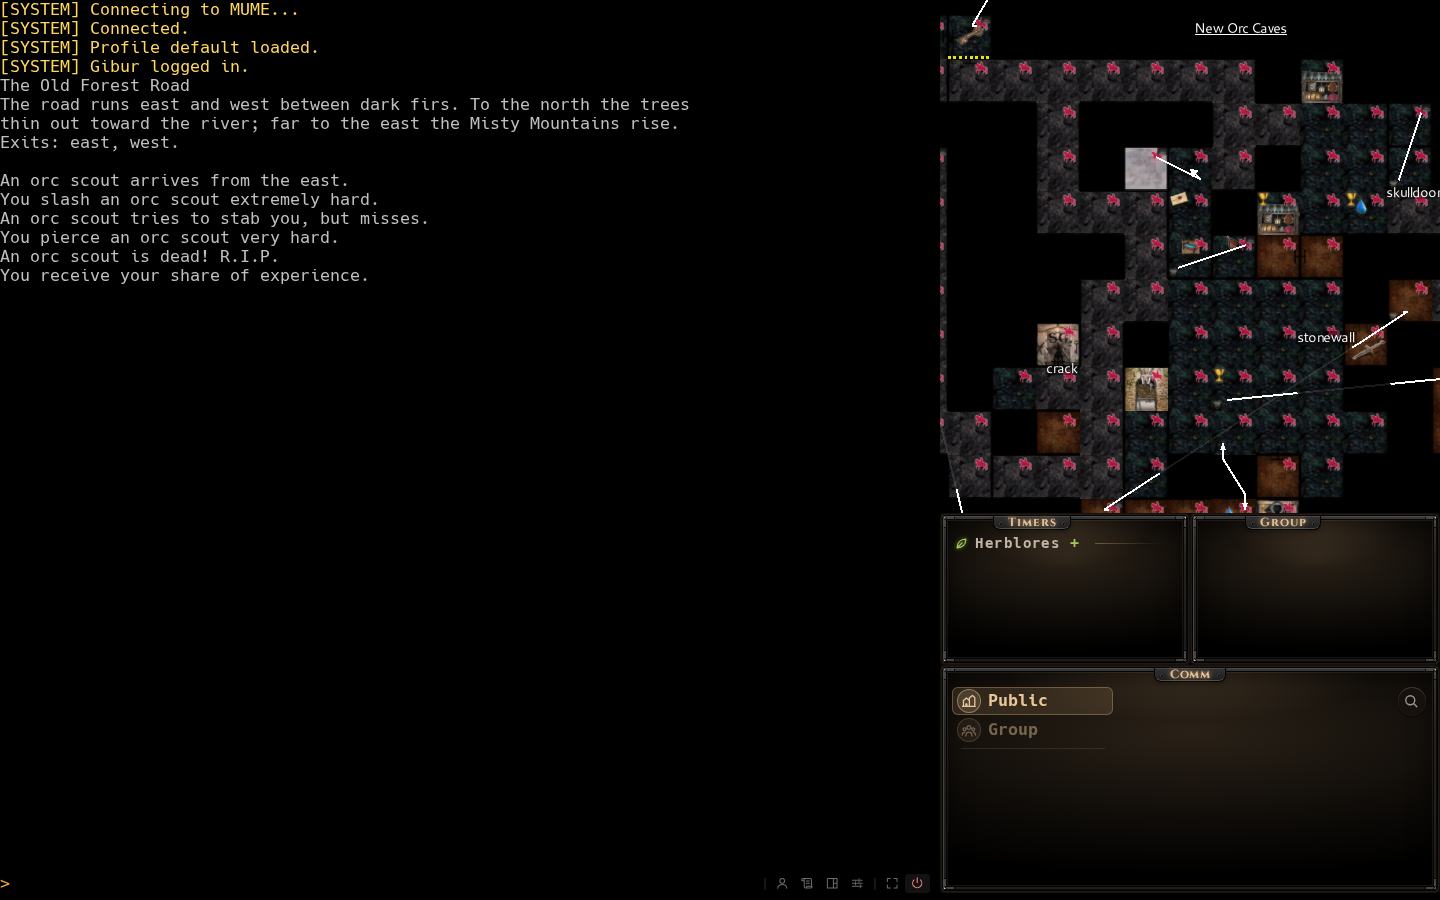 [SYSTEM] Connecting to MUME...
[SYSTEM] Connected.
[SYSTEM] Profile default loaded.
[SYSTEM] Gibur logged in.
The Old Forest Road
The road runs east and west between dark firs. To the north the trees
thin out toward the river; far to the east the Misty Mountains rise.
Exits: east, west.
An orc scout arrives from the east.
You slash an orc scout extremely hard.
An orc scout tries to stab you, but misses.
You pierce an orc scout very hard.
An orc scout is dead! R.I.P.
You receive your share of experience.
>
New Orc Caves
skulldoor
stonewall
crack
Timers
Herblores +
Group
Comm
Public
Group